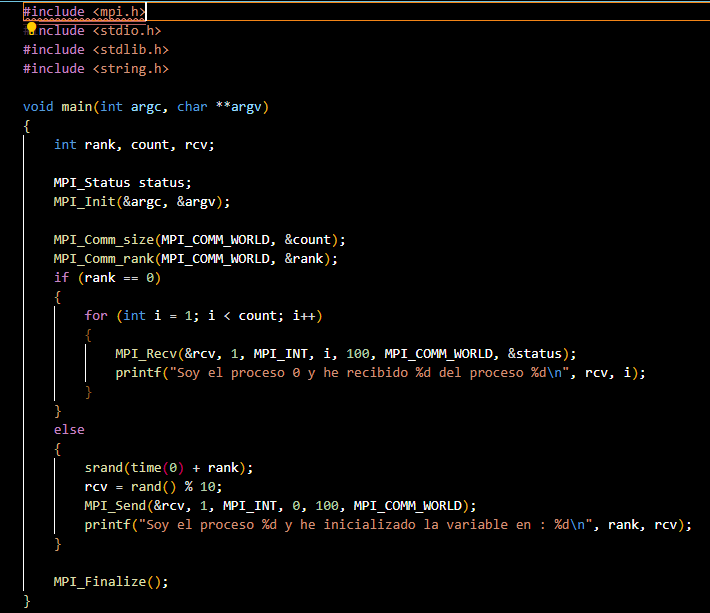 #include <mpi.h>
#include <stdio.h>
#include <stdlib.h>
#include <string.h>

void main(int argc, char **argv)
{
    int rank, count, rcv;

    MPI_Status status;
    MPI_Init(&argc, &argv);

    MPI_Comm_size(MPI_COMM_WORLD, &count);
    MPI_Comm_rank(MPI_COMM_WORLD, &rank);
    if (rank == 0)
    {
        for (int i = 1; i < count; i++)
        {
            MPI_Recv(&rcv, 1, MPI_INT, i, 100, MPI_COMM_WORLD, &status);
            printf("Soy el proceso 0 y he recibido %d del proceso %d\n", rcv, i);
        }
    }
    else
    {
        srand(time(0) + rank);
        rcv = rand() % 10;
        MPI_Send(&rcv, 1, MPI_INT, 0, 100, MPI_COMM_WORLD);
        printf("Soy el proceso %d y he inicializado la variable en : %d\n", rank, rcv);
    }

    MPI_Finalize();
}